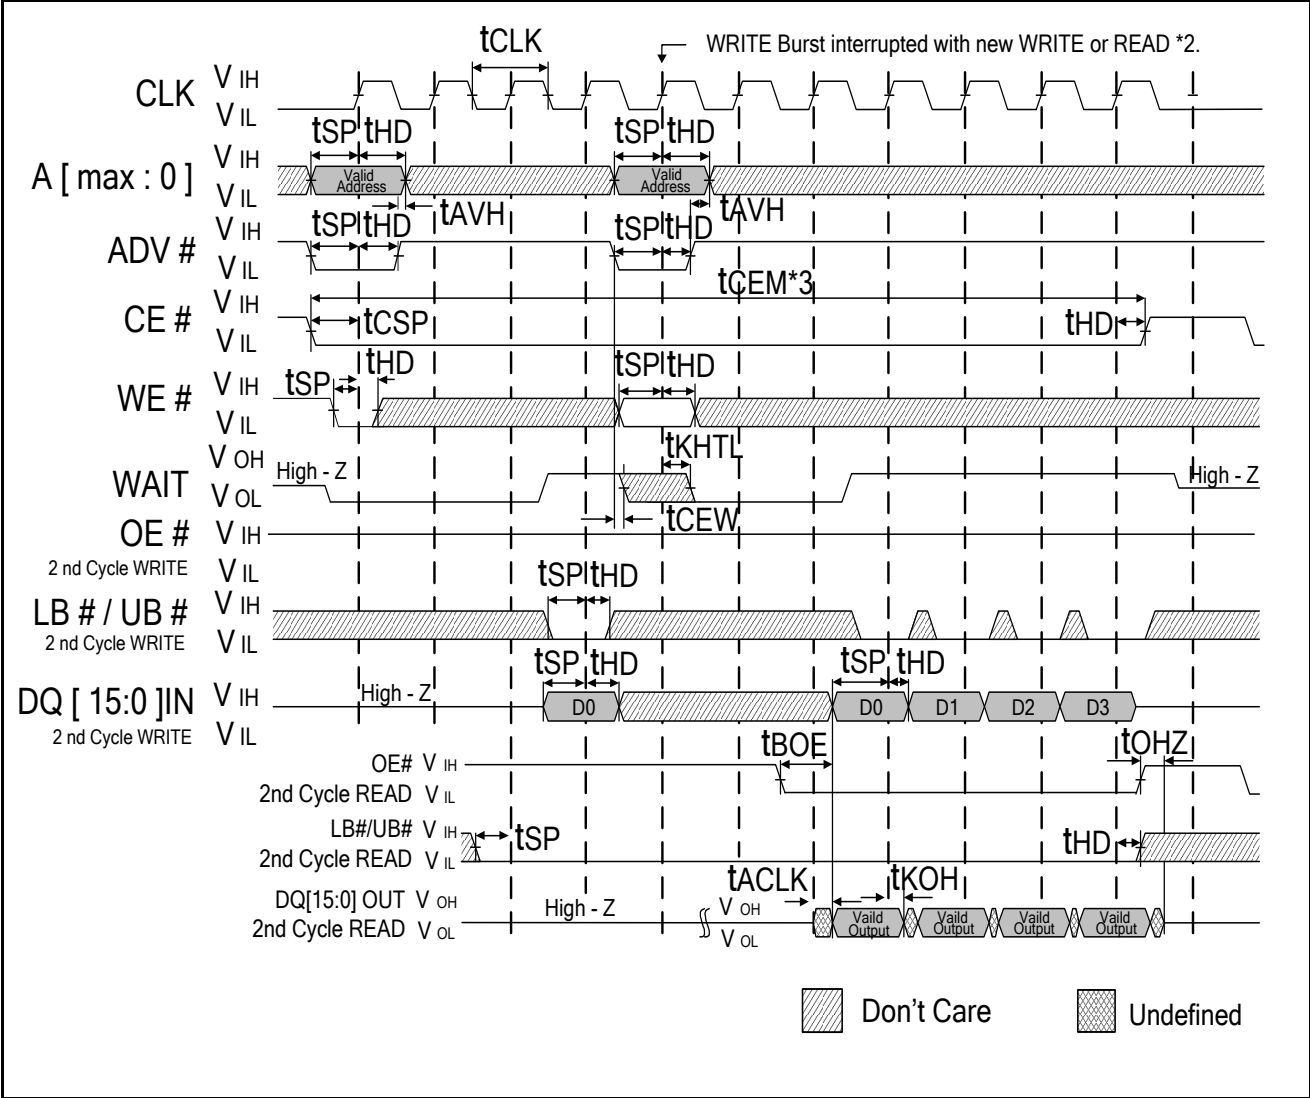 tCLK
WRITE Burst interrupted with new WRITE or READ *2.
CLK
V IH
V IL
tSP tHD tSP tHD
A [ max : 0 ]
V IH
V IL
Valid Address
Valid Address
tAVH tAVH
ADV #
V IH
V IL
tSP tHD tSP tHD
tCEM*3
CE #
V IH
V IL
tCSP tHD
WE #
V IH
V IL
tSP tHD tSP tHD
WAIT
V OH
V OL
High - Z tKHTL High - Z
tCEW
OE #
2 nd Cycle WRITE
V IH
V IL
tSP tHD
LB # / UB #
2 nd Cycle WRITE
V IH
V IL
tSP tHD tSP tHD
DQ [ 15:0 ]IN
2 nd Cycle WRITE
V IH
V IL
High - Z D0 D0 D1 D2 D3
tBOE tOHZ
OE# V IH
2nd Cycle READ V IL
LB#/UB# V IH
2nd Cycle READ V IL
tSP tHD
tACLK tKOH
DQ[15:0] OUT V OH
2nd Cycle READ V OL
High - Z
V OH
V OL
Vaild Output
Vaild Output
Vaild Output
Vaild Output
Don't Care
Undefined